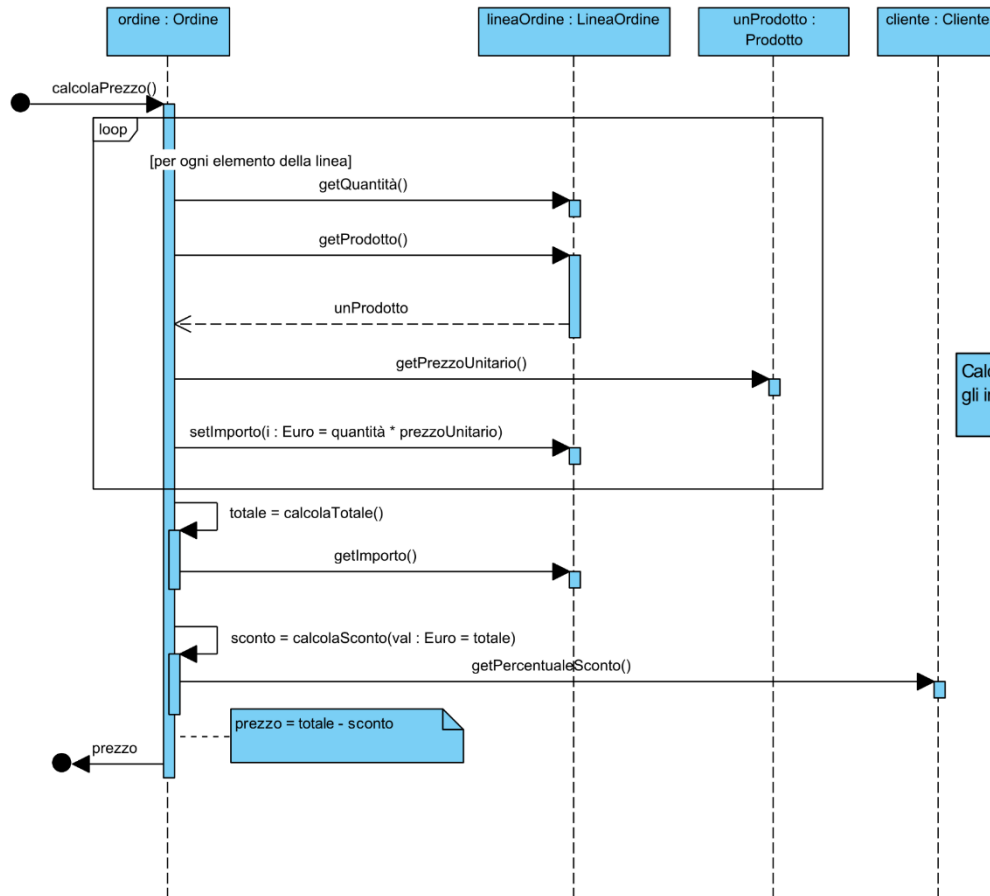 ordine : Ordine
lineaOrdine : LineaOrdine
unProdotto :
Prodotto
cliente : Cliente
calcolaPrezzo()
loop
[per ogni elemento della linea]
getQuantità()
getProdotto()
unProdotto
getPrezzoUnitario()
setImporto(i : Euro = quantità * prezzoUnitario)
totale = calcolaTotale()
getImporto()
sconto = calcolaSconto(val : Euro = totale)
getPercentualeSconto()
prezzo = totale - sconto
prezzo
gli